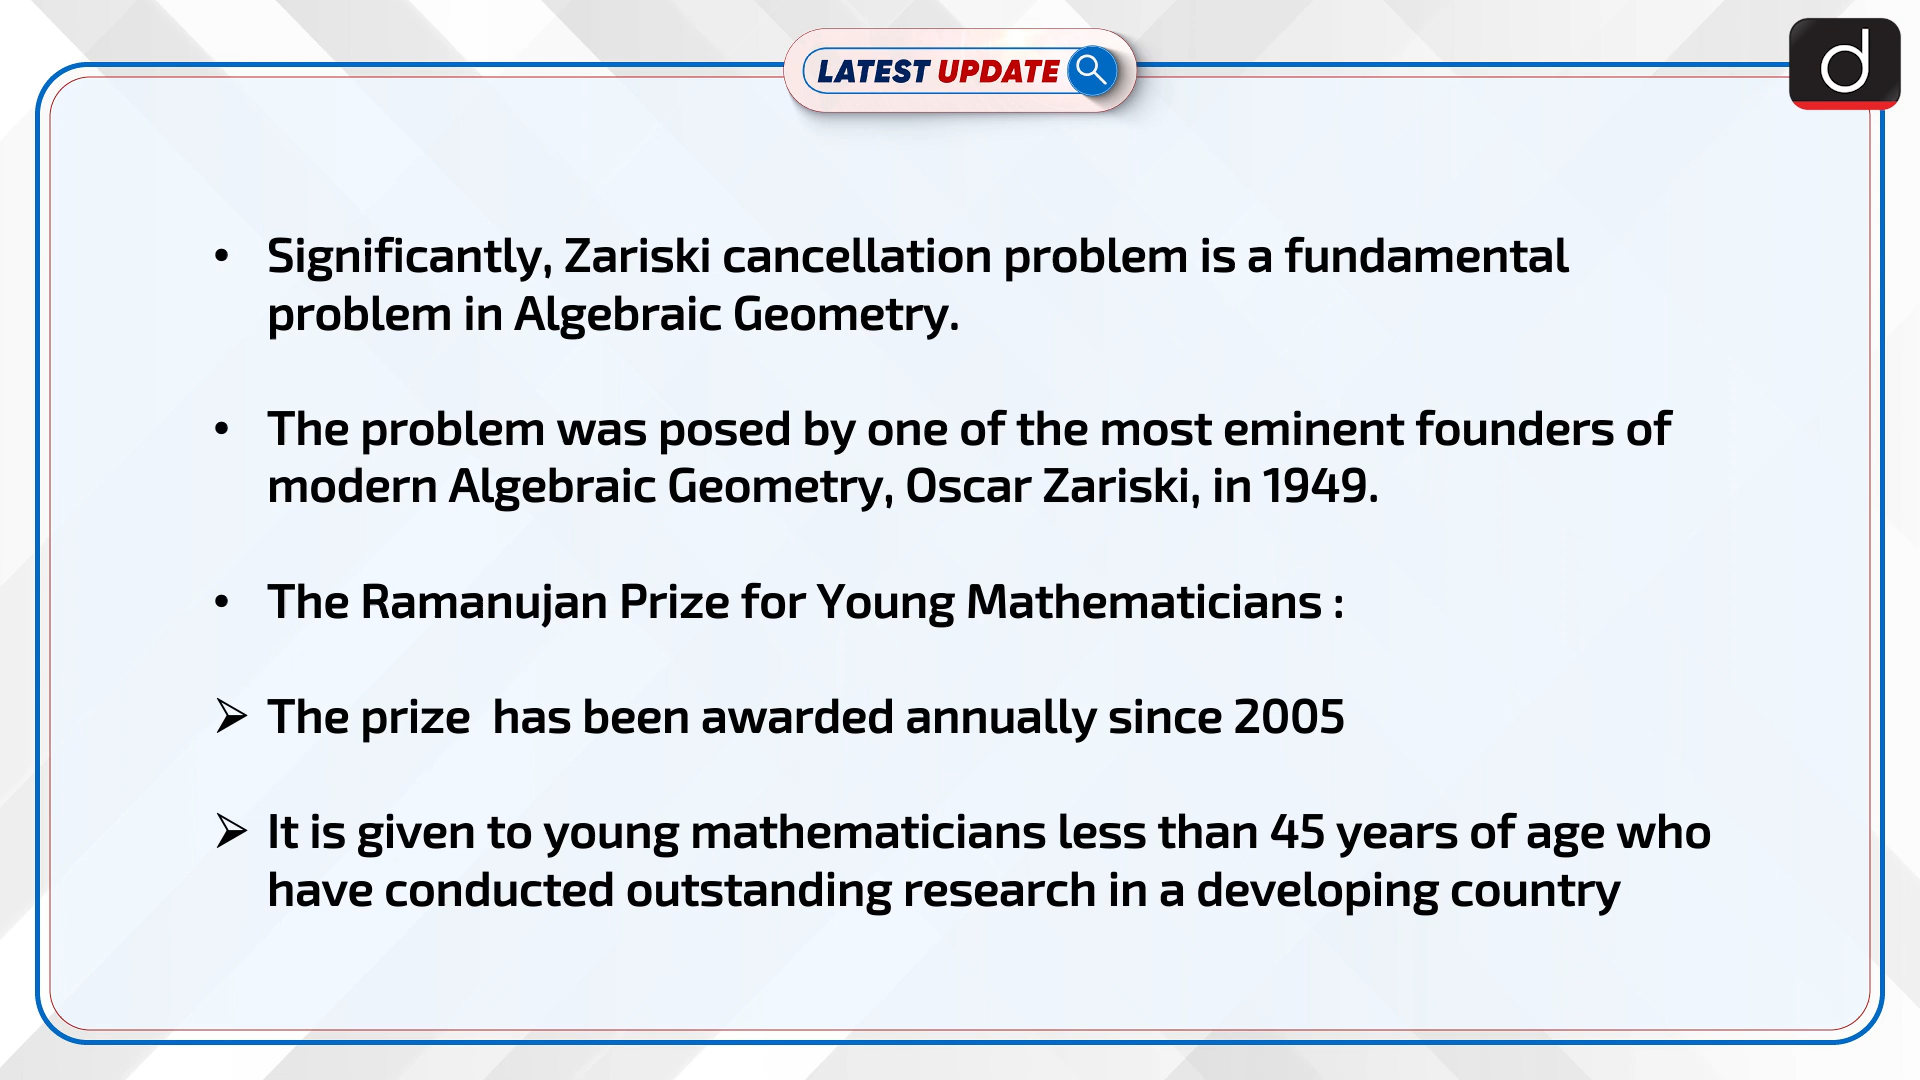 LATEST UPDATE
d
• Significantly, Zariski cancellation problem is a fundamental
problem in Algebraic Geometry.
• The problem was posed by one of the most eminent founders of
modern Algebraic Geometry, Oscar Zariski, in 1949.
• The Ramanujan Prize for Young Mathematicians :
➢ The prize  has been awarded annually since 2005
➢ It is given to young mathematicians less than 45 years of age who
have conducted outstanding research in a developing country